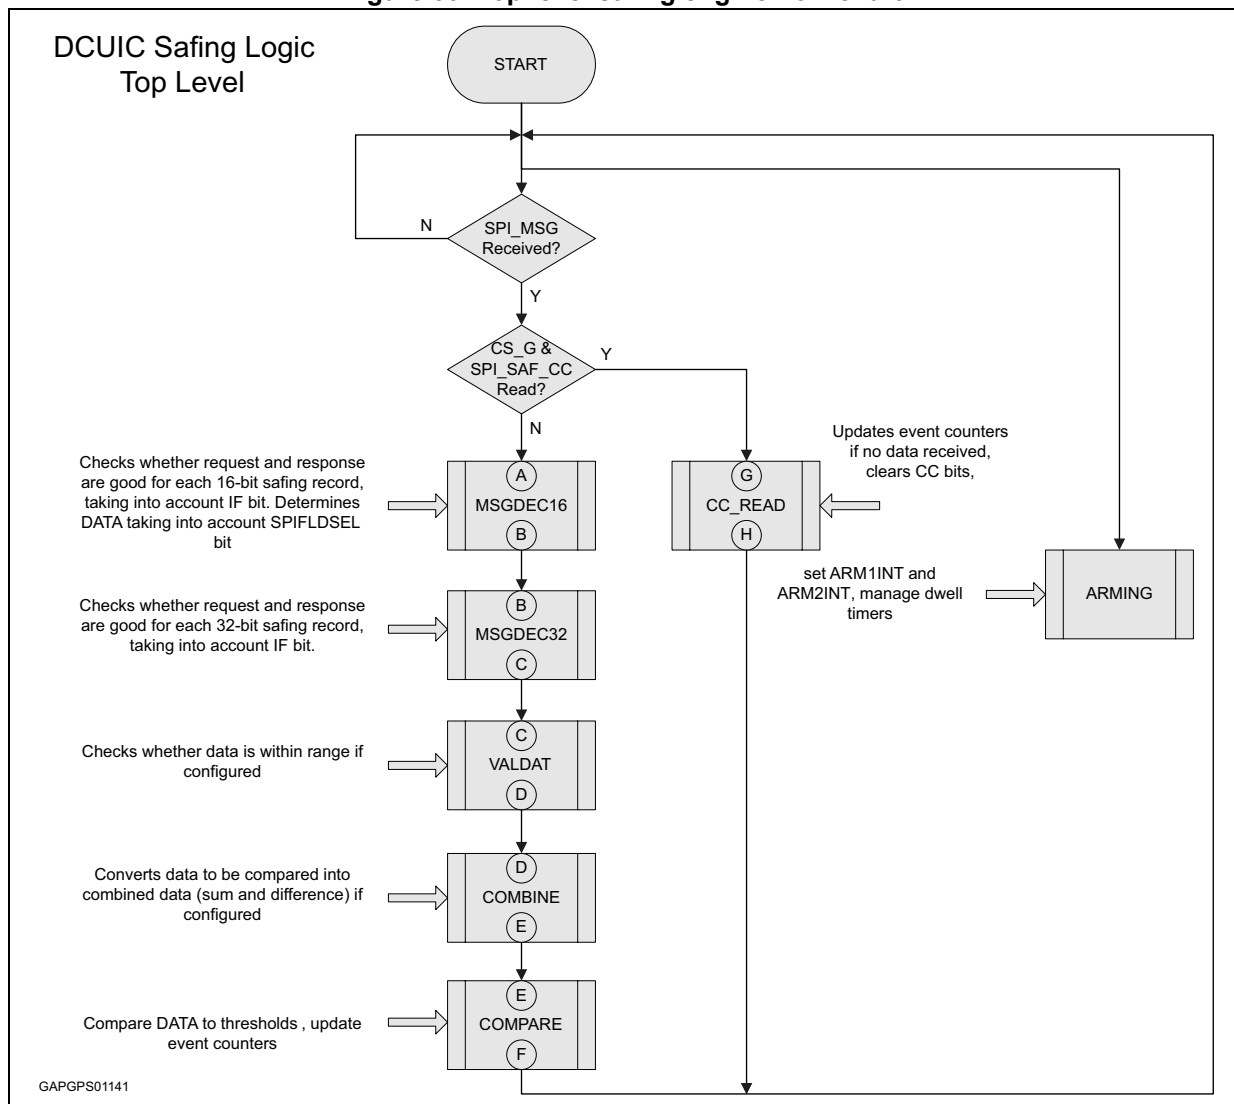 DCUIC Safing Logic
Top Level
START
N
SPI_MSG
Received?
Y
CS_G &
SPI_SAF_CC
Read?
Y
N
Checks whether request and response
are good for each 16-bit safing record,
taking into account IF bit. Determines
DATA taking into account SPIFLDSEL
bit
A
MSGDEC16
B
Updates event counters
if no data received,
clears CC bits,
G
CC_READ
H
set ARM1INT and
ARM2INT, manage dwell
timers
ARMING
Checks whether request and response
are good for each 32-bit safing record,
taking into account IF bit.
B
MSGDEC32
C
Checks whether data is within range if
configured
C
VALDAT
D
Converts data to be compared into
combined data (sum and difference) if
configured
D
COMBINE
E
Compare DATA to thresholds , update
event counters
E
COMPARE
F
GAPGPS01141